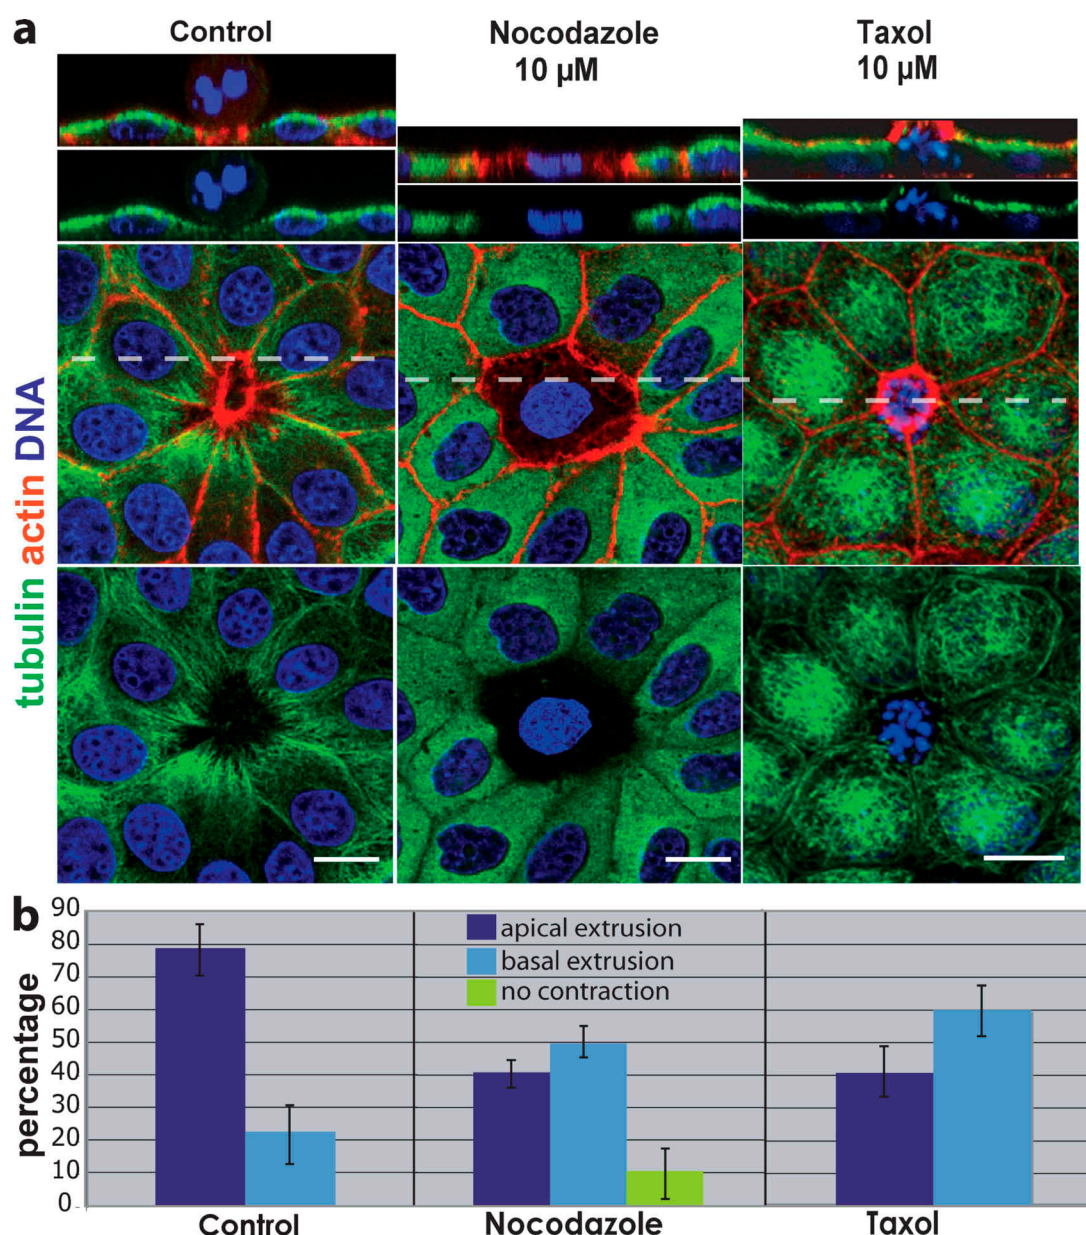 a
Control
Nocodazole
10 µM
Taxol
10 µM
tubulin actin DNA
b
percentage
90
80
70
60
50
40
30
20
10
0
apical extrusion
basal extrusion
no contraction
Control
Nocodazole
Taxol